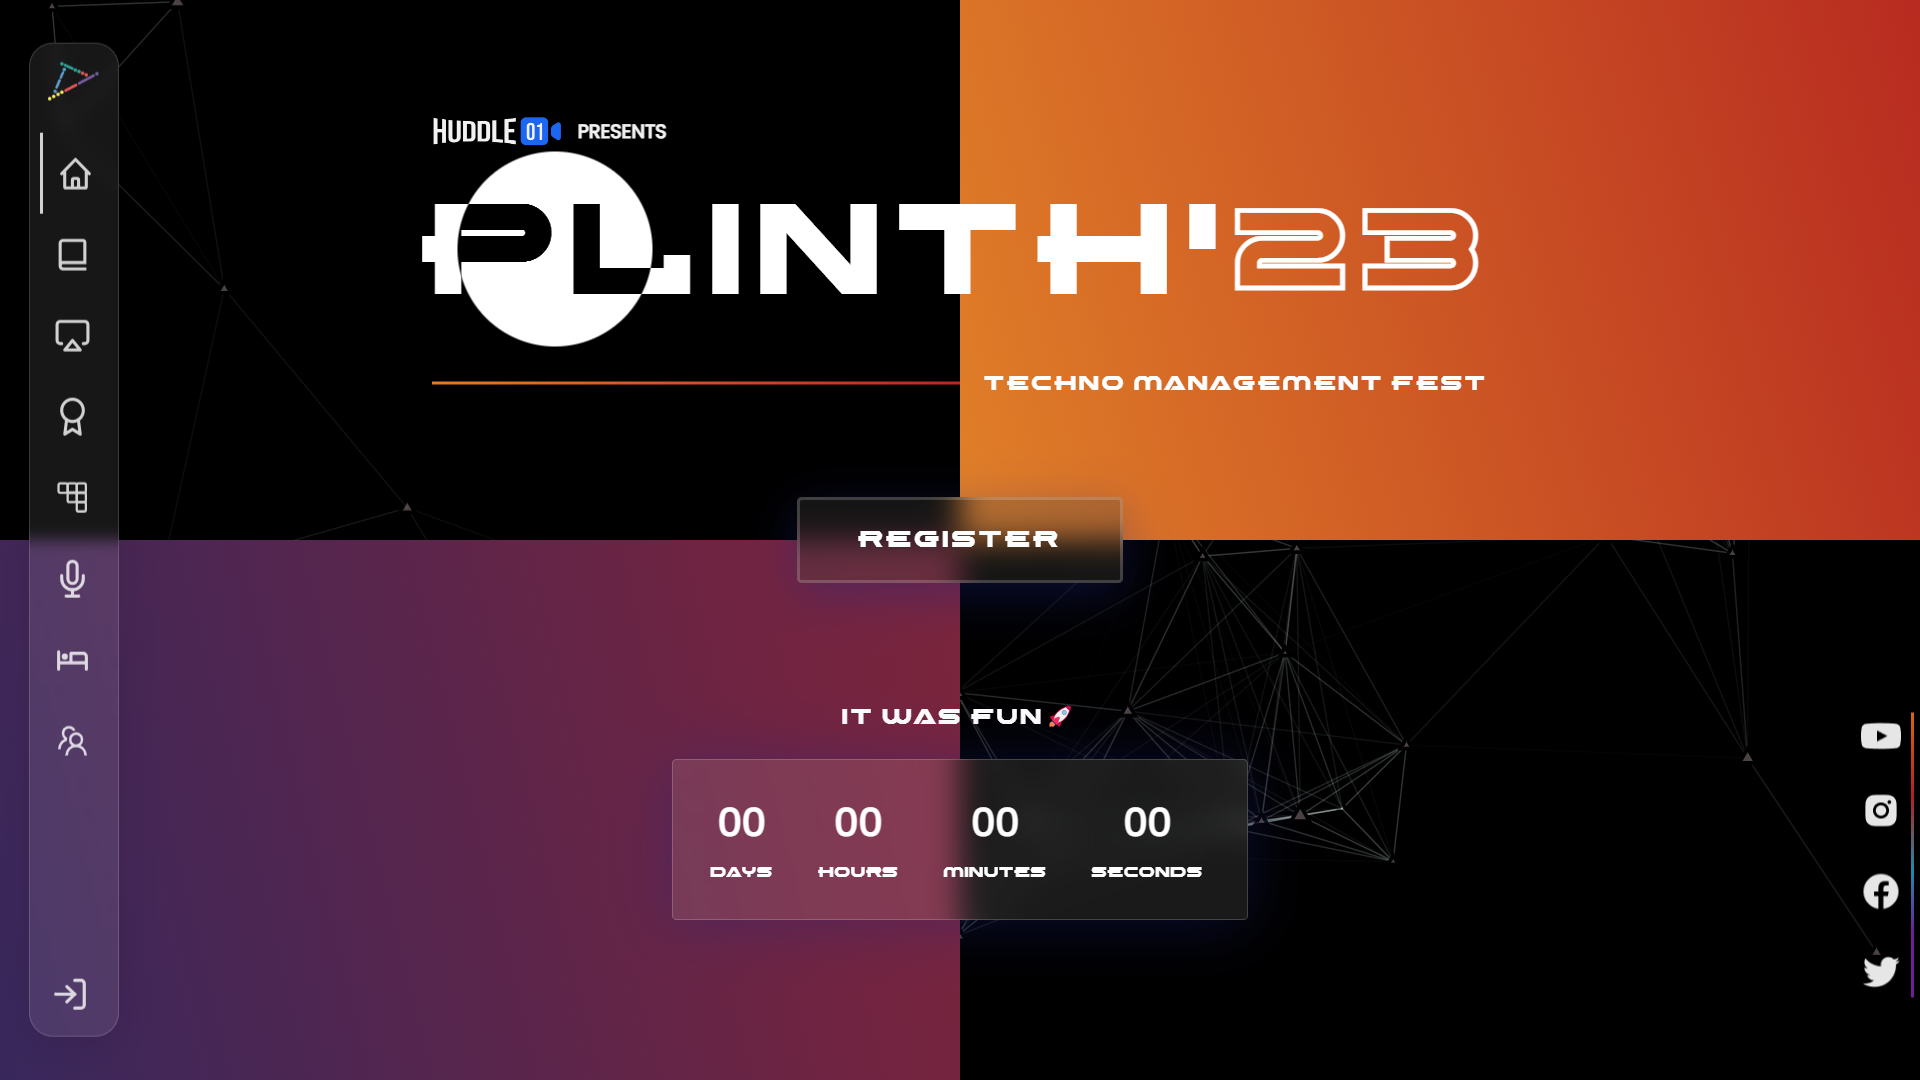 HUDDLE 01 PRESENTS
PLINTH'23
TECHNO MANAGEMENT FEST
REGISTER
IT WAS FUN 🚀
00 00 00 00
DAYS HOURS MINUTES SECONDS